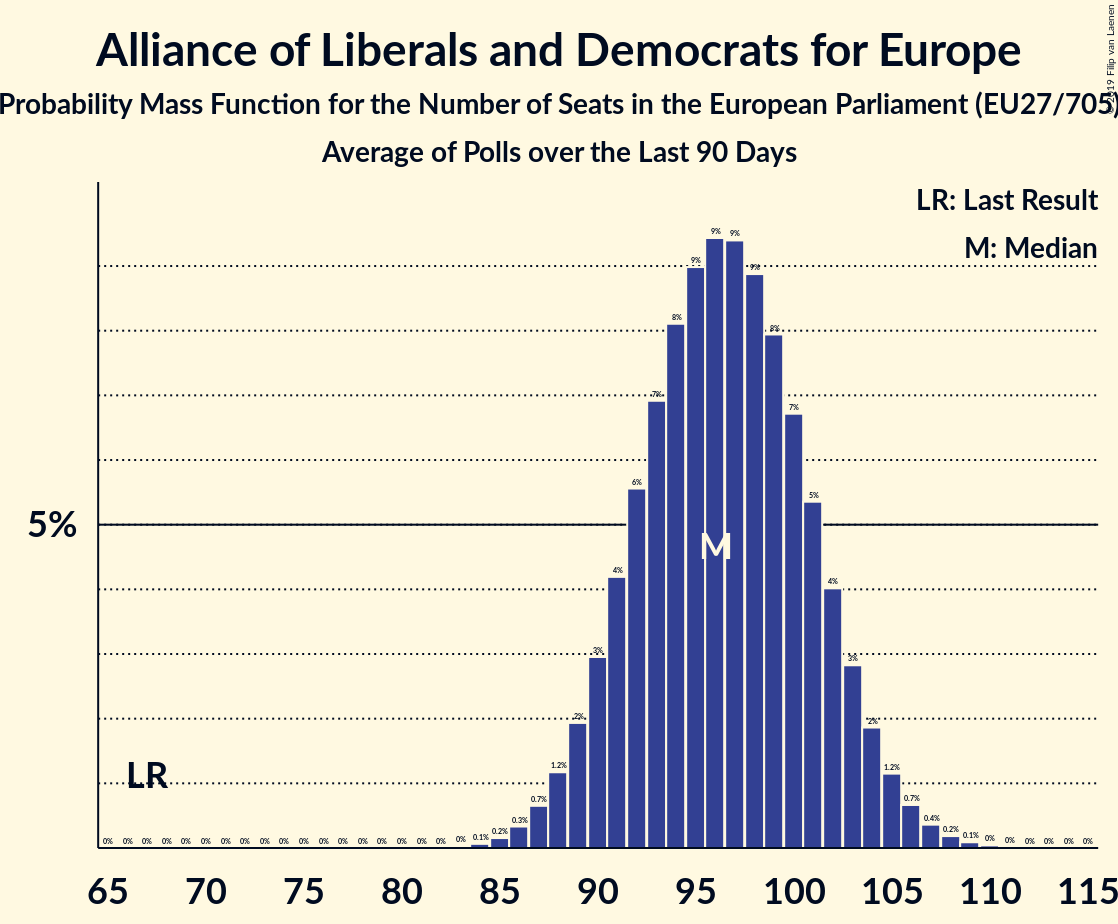 Alliance of Liberals and Democrats for Europe
Probability Mass Function for the Number of Seats in the European Parliament (EU27/705)
Average of Polls over the Last 90 Days
© 2019 Filip van Laenen
LR: Last Result
M: Median
5%
LR
M
0% 0% 0% 0% 0% 0% 0% 0% 0% 0% 0% 0% 0% 0% 0% 0% 0% 0% 0% 0.1% 0.2% 0.3% 0.7% 1.2% 2% 3% 4% 6% 7% 8% 9% 9% 9% 9% 8% 7% 5% 4% 3% 2% 1.2% 0.7% 0.4% 0.2% 0.1% 0% 0% 0% 0% 0% 0%
65 70 75 80 85 90 95 100 105 110 115